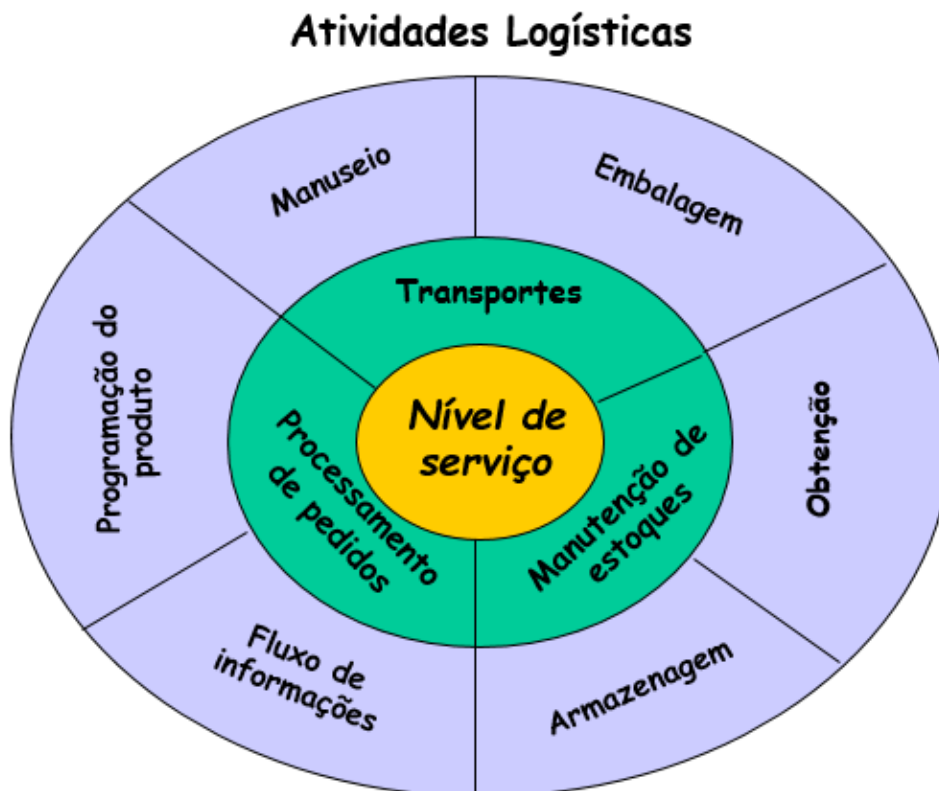 Atividades Logísticas
Manuseio
Embalagem
Transportes
Programação do
produto
Nível de
serviço
Obtenção
Processamento
de pedidos
Manutenção de
estoques
Fluxo de
informações
Armazenagem